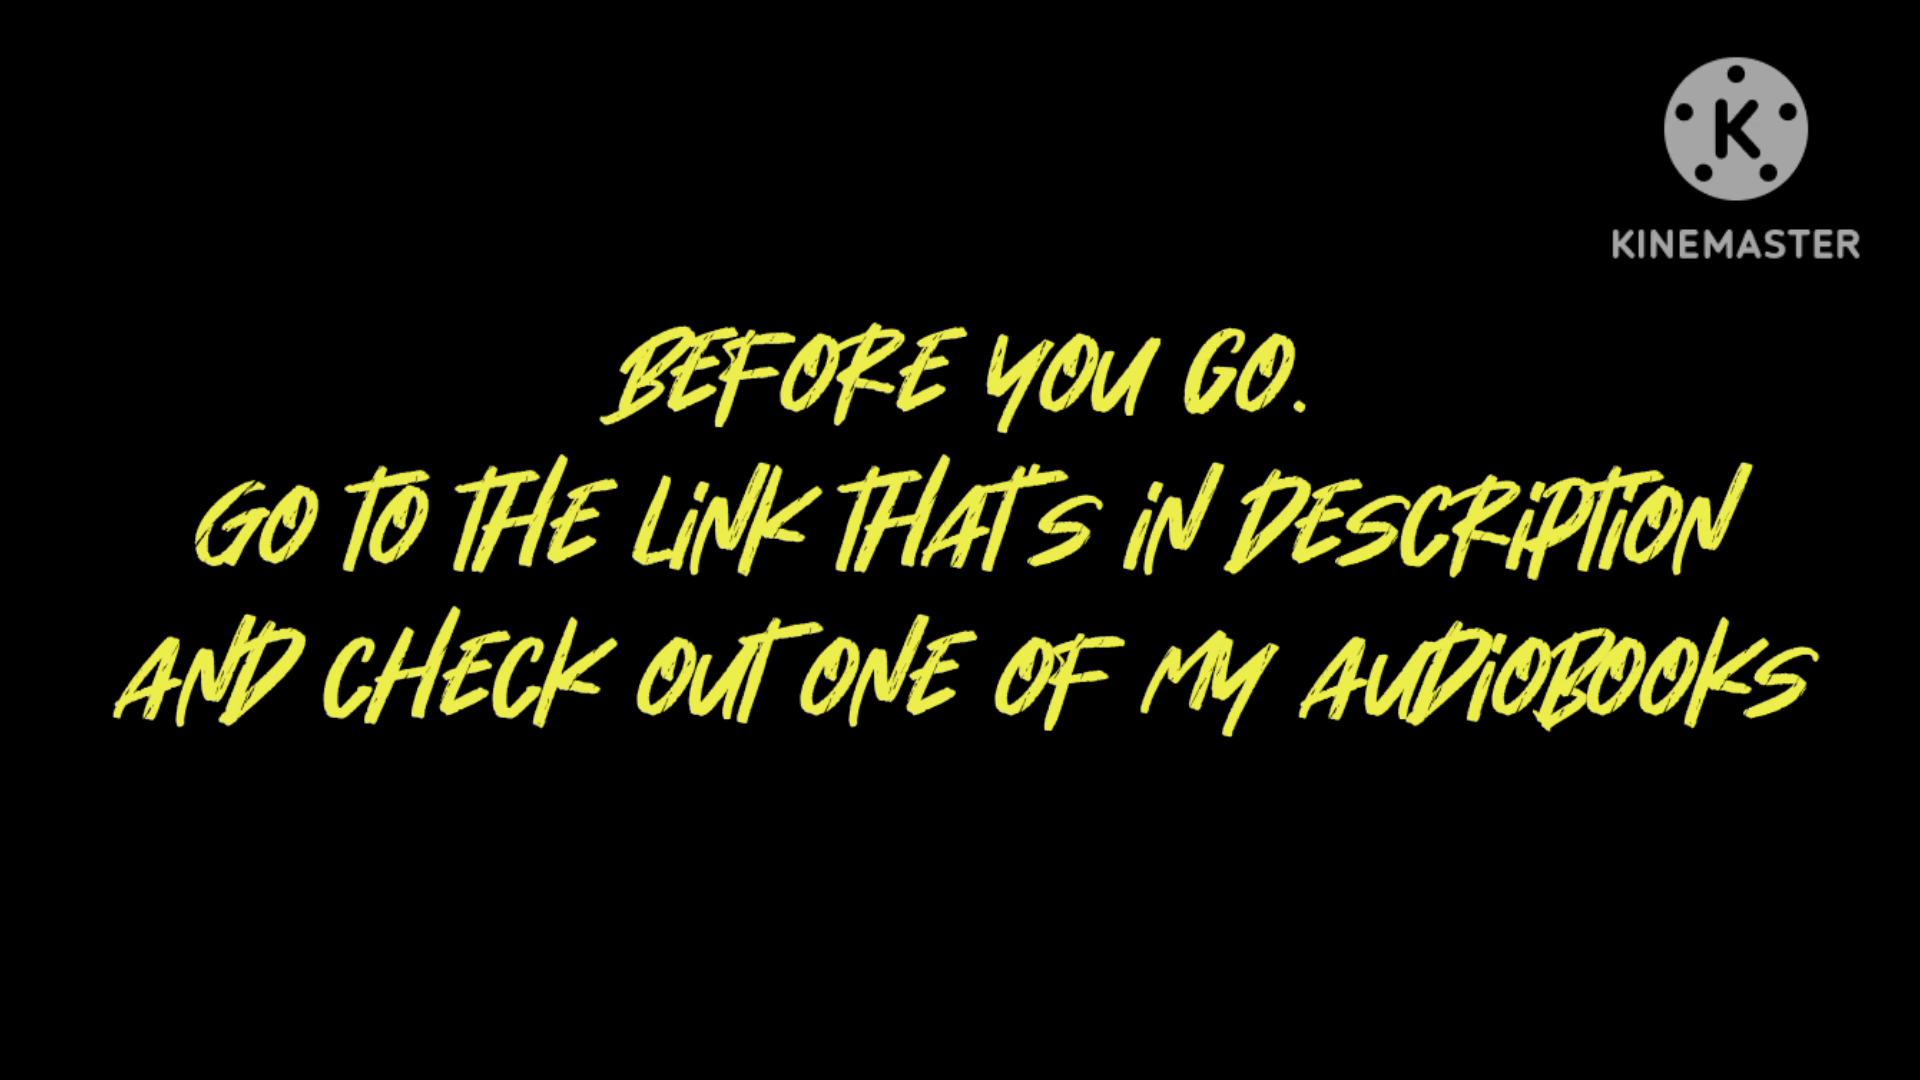 K
KINEMASTER
BEFORE YOU GO.
GO TO THE LiNK THAT'S iN DESCRiPTiON
AND CHECK OUT ONE OF MY AUDiOBOOKS